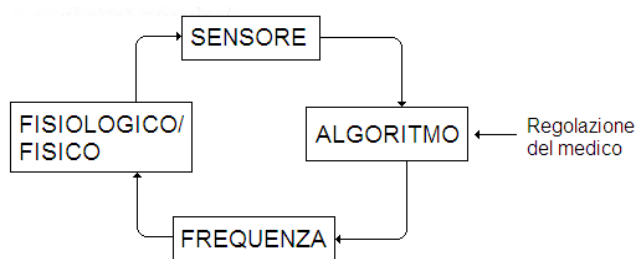 SENSORE
FISIOLOGICO/
FISICO
ALGORITMO
Regolazione
del medico
FREQUENZA